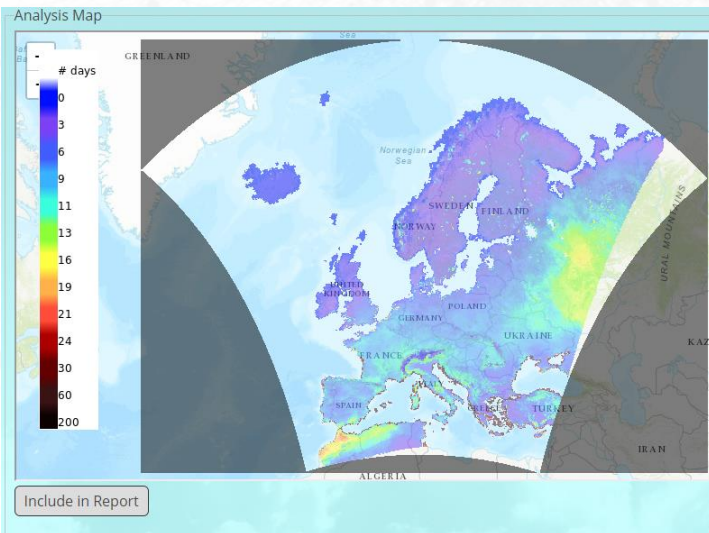 Analysis Map
Sea
GREENLAND
# days
0
3
6
9
11
13
16
19
21
24
30
60
200
Norwegian
Sea
SWEDEN
FINLAND
NORWAY
URAL MOUNTAINS
UNITED
KINGDOM
POLAND
GERMANY
UKRAINE
KAZ
FRANCE
ITALY
SPAIN
GREECE
TURKEY
IRAN
ALGERIA
Include in Report